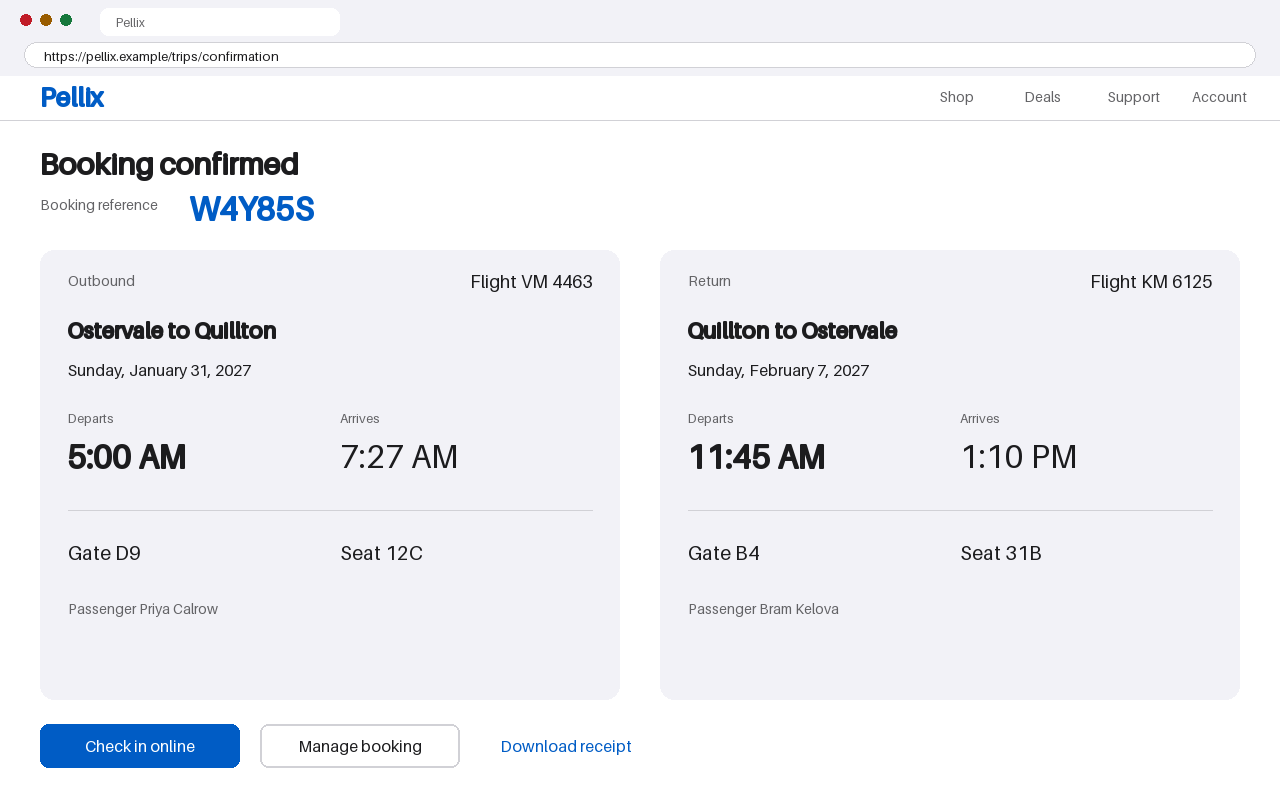 Pellix
https://pellix.example/trips/confirmation
Pellix
Shop
Deals
Support
Account
Booking confirmed
Booking reference
W4Y85S
Outbound
Flight VM 4463
Ostervale to Quillton
Sunday, January 31, 2027
Departs
Arrives
5:00 AM
7:27 AM
Gate D9
Seat 12C
Passenger Priya Calrow
Return
Flight KM 6125
Quillton to Ostervale
Sunday, February 7, 2027
Departs
Arrives
11:45 AM
1:10 PM
Gate B4
Seat 31B
Passenger Bram Kelova
Check in online
Manage booking
Download receipt